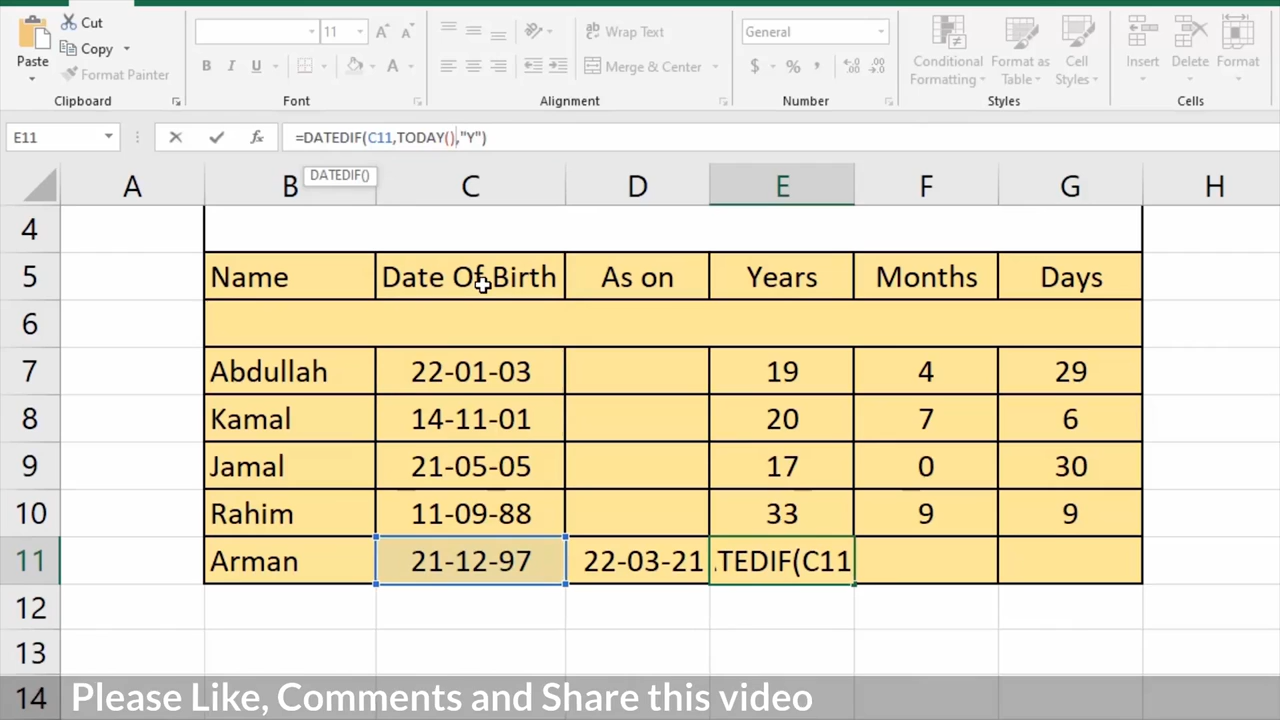 Cut
Copy
Paste
Format Painter
Clipboard
11
A A
B I U A
Font
Wrap Text
Merge & Center
Alignment
General
$ % ,
Number
Conditional Formatting
Format as Table
Cell Styles
Styles
Insert Delete Format
Cells
E11 fx =DATEDIF(C11,TODAY(),"Y")
DATEDIF()
A B C D E F G H
4
5 Name Date Of Birth As on Years Months Days
6
7 Abdullah 22-01-03 19 4 29
8 Kamal 14-11-01 20 7 6
9 Jamal 21-05-05 17 0 30
10 Rahim 11-09-88 33 9 9
11 Arman 21-12-97 22-03-21 .TEDIF(C11
12
13
14 Please Like, Comments and Share this video